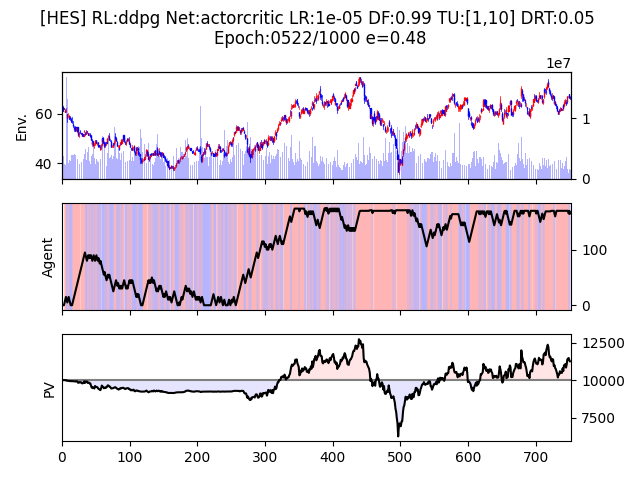 [HES] RL:ddpg Net:actorcritic LR:1e-05 DF:0.99 TU:[1,10] DRT:0.05
Epoch:0522/1000 e=0.48
1e7
Env.
60
40
1
0
Agent
100
0
PV
12500
10000
7500
0 100 200 300 400 500 600 700